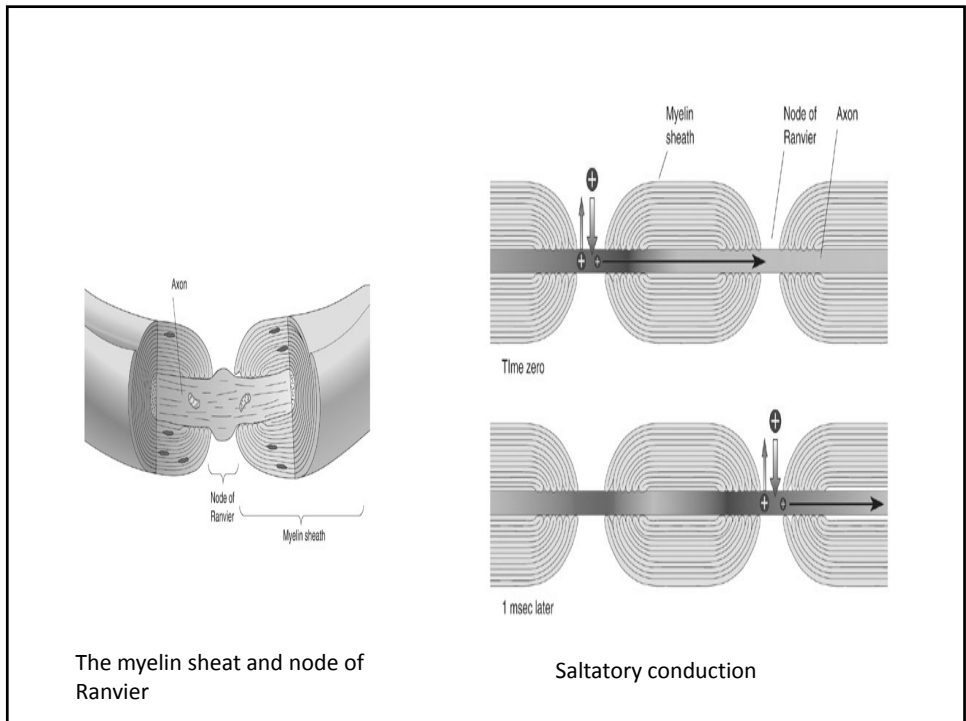 Axon
Node of
Ranvier
Myelin sheath
The myelin sheat and node of
Ranvier
Myelin
sheath
Node of
Ranvier
Axon
+
+ +
TIme zero
+
+ +
1 msec later
Saltatory conduction